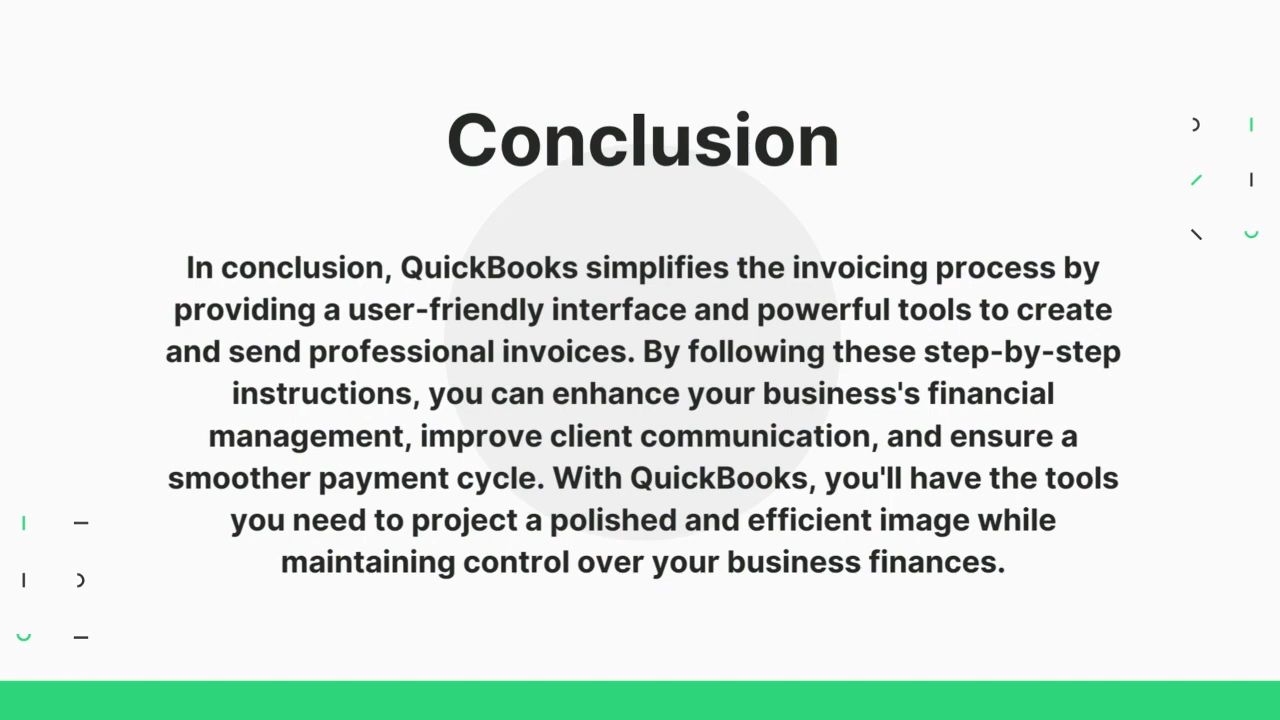 Conclusion
In conclusion, QuickBooks simplifies the invoicing process by
providing a user-friendly interface and powerful tools to create
and send professional invoices. By following these step-by-step
instructions, you can enhance your business's financial
management, improve client communication, and ensure a
smoother payment cycle. With QuickBooks, you'll have the tools
you need to project a polished and efficient image while
maintaining control over your business finances.